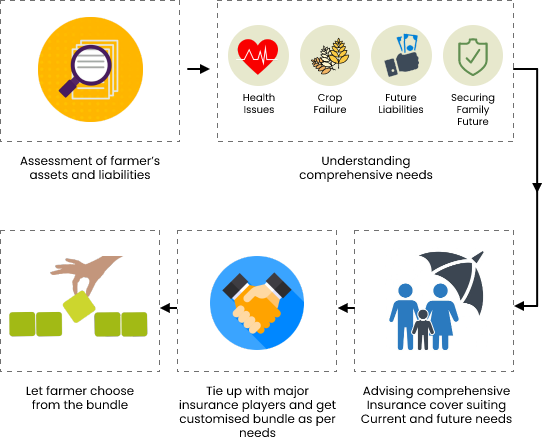 Health
Issues
Crop
Failure
Future
Liabilities
Securing
Family
Future
Assessment of farmer's
assets and liabilities
Understanding
comprehensive needs
Let farmer choose
from the bundle
Tie up with major
insurance players and get
customised bundle as per
needs
Advising comprehensive
Insurance cover suiting
Current and future needs